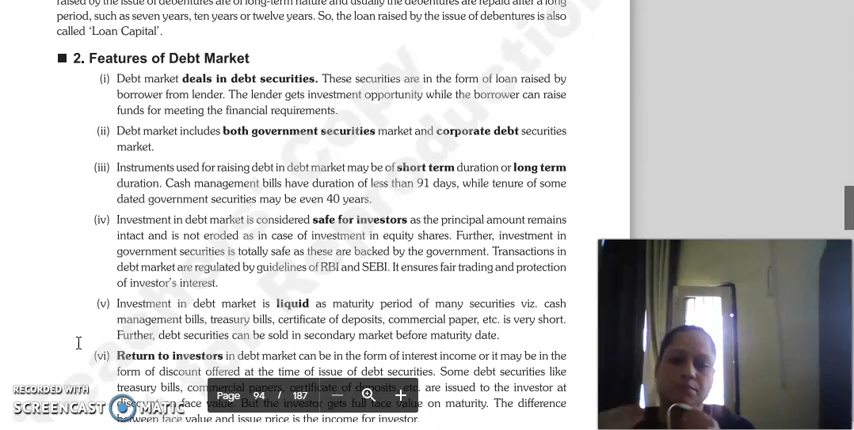 raised by the issue of debentures are of long-term nature and usually the debentures are repaid after a long
period, such as seven years, ten years or twelve years. So, the loan raised by the issue of debentures is also
called 'Loan Capital'.
■ 2. Features of Debt Market
(i) Debt market deals in debt securities. These securities are in the form of loan raised by
borrower from lender. The lender gets investment opportunity while the borrower can raise
funds for meeting the financial requirements.
(ii) Debt market includes both government securities market and corporate debt securities
market.
(iii) Instruments used for raising debt in debt market may be of short term duration or long term
duration. Cash management bills have duration of less than 91 days, while tenure of some
dated government securities may be even 40 years.
(iv) Investment in debt market is considered safe for investors as the principal amount remains
intact and is not eroded as in case of investment in equity shares. Further, investment in
government securities is totally safe as these are backed by the government. Transactions in
debt market are regulated by guidelines of RBI and SEBI. It ensures fair trading and protection
of investor's interest.
(v) Investment in debt market is liquid as maturity period of many securities viz. cash
management bills, treasury bills, certificate of deposits, commercial paper, etc. is very short.
Further, debt securities can be sold in secondary market before maturity date.
(vi) Return to investors in debt market can be in the form of interest income or it may be in the
form of discount offered at the time of issue of debt securities. Some debt securities like
treasury bills, commercial papers, certificate of deposits, etc. are issued to the investor at
discount on face value. But the investor gets full face value on maturity. The difference
between face value and issue price is the income for investor.
Page 94 / 187
RECORDED WITH
SCREENCAST MATIC